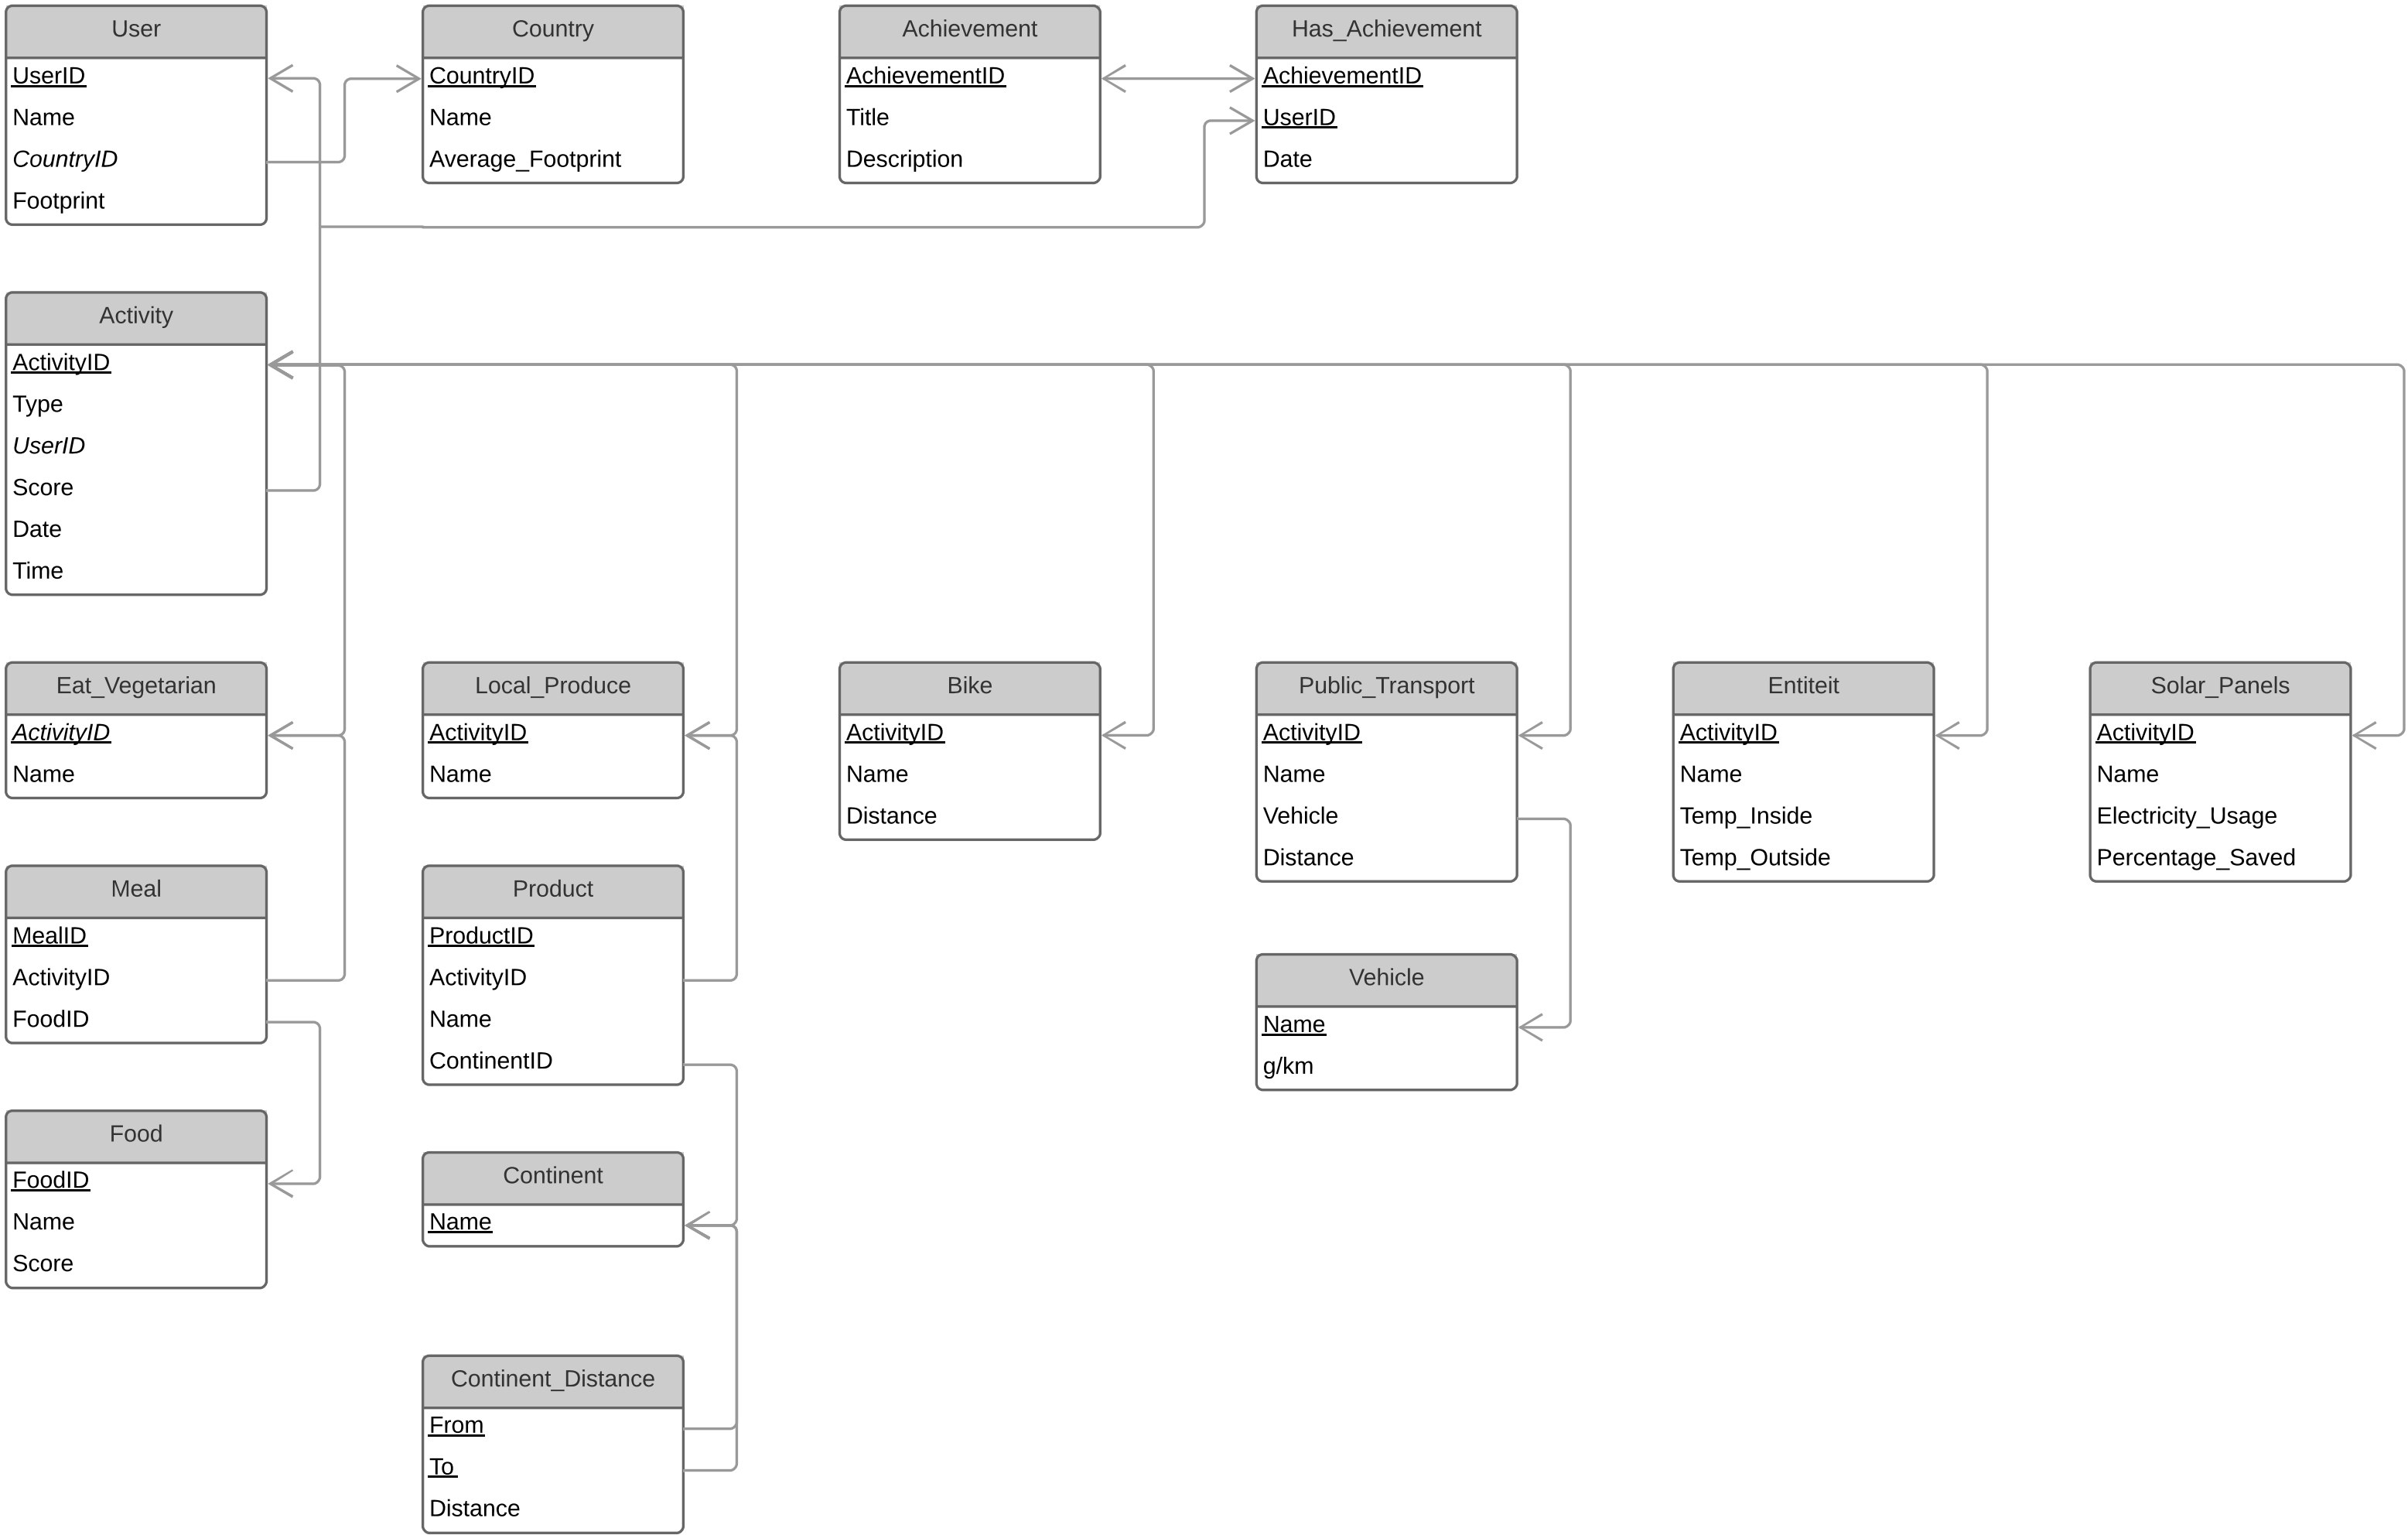 User
UserID
Name
CountryID
Footprint
Country
CountryID
Name
Average_Footprint
Achievement
AchievementID
Title
Description
Has_Achievement
AchievementID
UserID
Date
Activity
ActivityID
Type
UserID
Score
Date
Time
Eat_Vegetarian
ActivityID
Name
Local_Produce
ActivityID
Name
Bike
ActivityID
Name
Distance
Public_Transport
ActivityID
Name
Vehicle
Distance
Entiteit
ActivityID
Name
Temp_Inside
Temp_Outside
Solar_Panels
ActivityID
Name
Electricity_Usage
Percentage_Saved
Meal
MealID
ActivityID
FoodID
Product
ProductID
ActivityID
Name
ContinentID
Vehicle
Name
g/km
Food
FoodID
Name
Score
Continent
Name
Continent_Distance
From
To
Distance